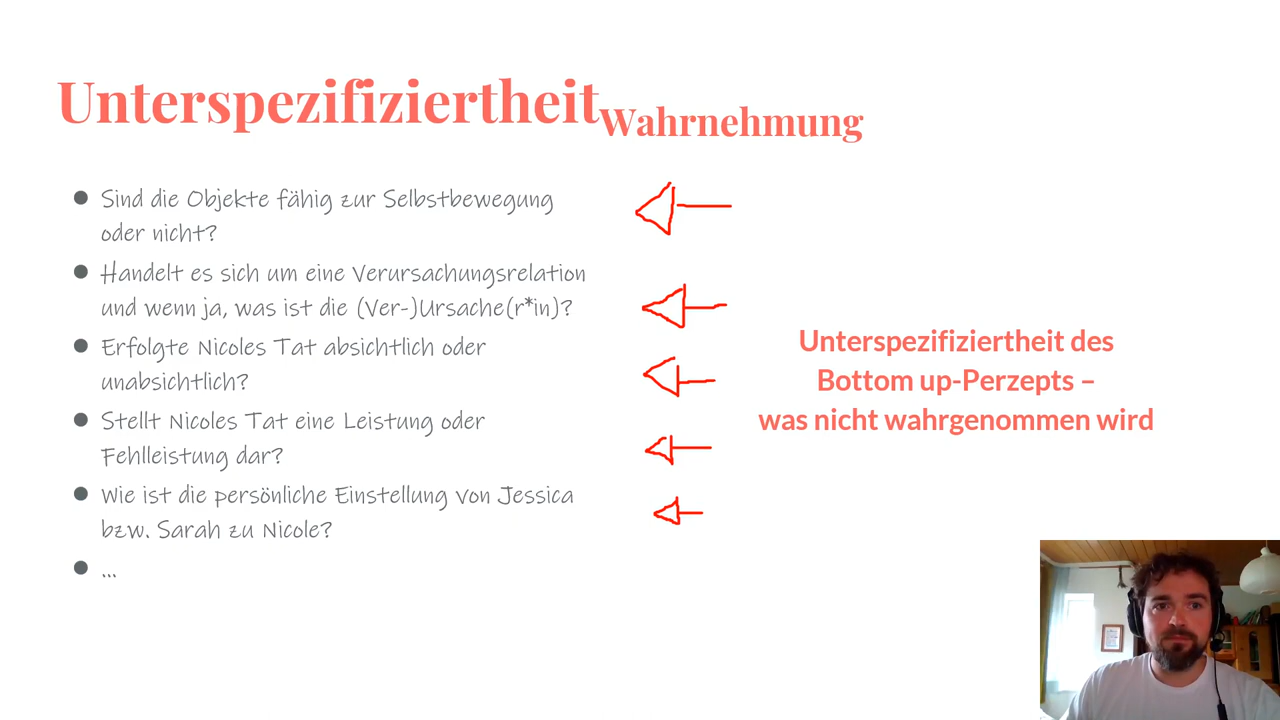 Unterspezifiziertheit Wahrnehmung
● Sind die Objekte fähig zur Selbstbewegung
oder nicht?
● Handelt es sich um eine Verursachungsrelation
und wenn ja, was ist die (Ver-)Ursache(r*in)?
● Erfolgte Nicoles Tat absichtlich oder
unabsichtlich?
● Stellt Nicoles Tat eine Leistung oder
Fehlleistung dar?
● Wie ist die persönliche Einstellung von Jessica
bzw. Sarah zu Nicole?
● ...
Unterspezifiziertheit des
Bottom up-Perzepts –
was nicht wahrgenommen wird